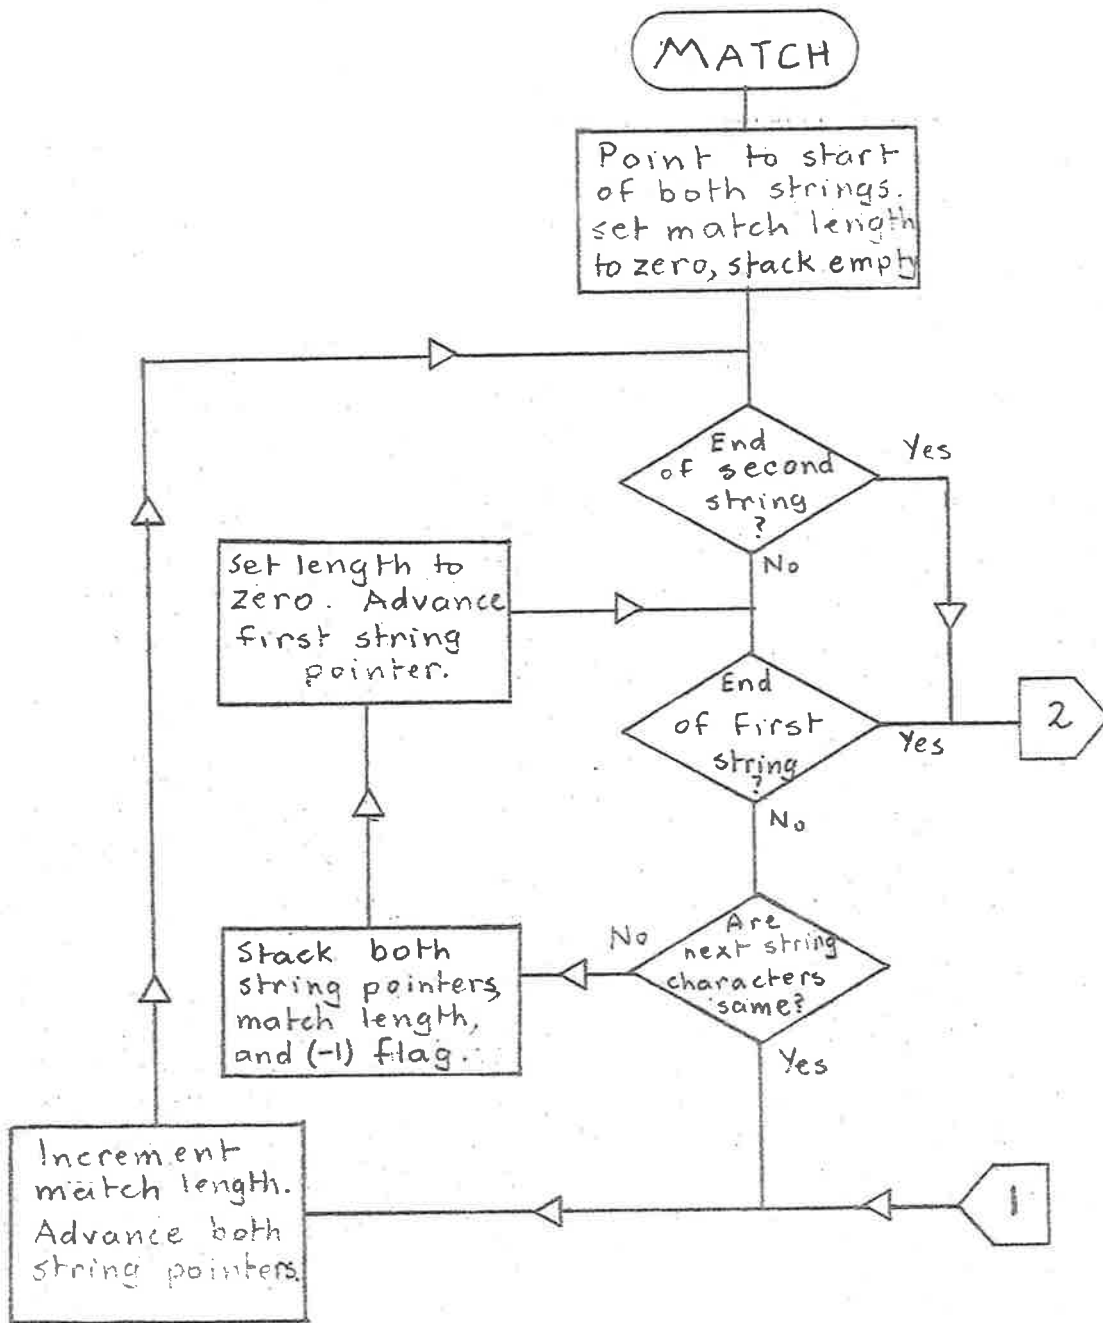 MATCH
Point to start
of both strings.
set match length
to zero, stack empty
End
of second
string
?
Yes
No
Set length to
zero. Advance
first string
pointer.
End
of First
string
?
Yes
2
No
Are
next string
characters
same?
No
Stack both
string pointers,
match length,
and (-1) flag.
Yes
Increment
match length.
Advance both
string pointers.
1